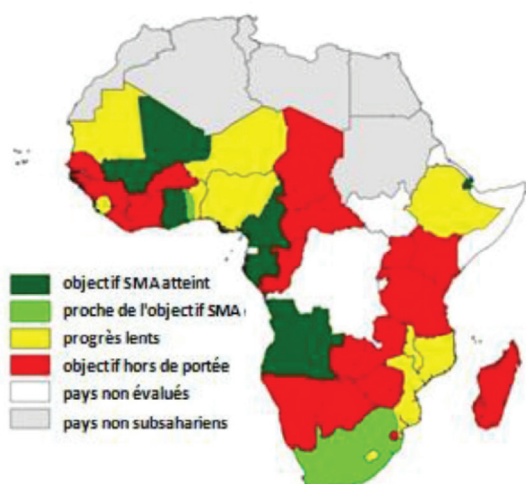 objectif SMA atteint
proche de l'objectif SMA
progrès lents
objectif hors de portée
pays non évalués
pays non subsahariens